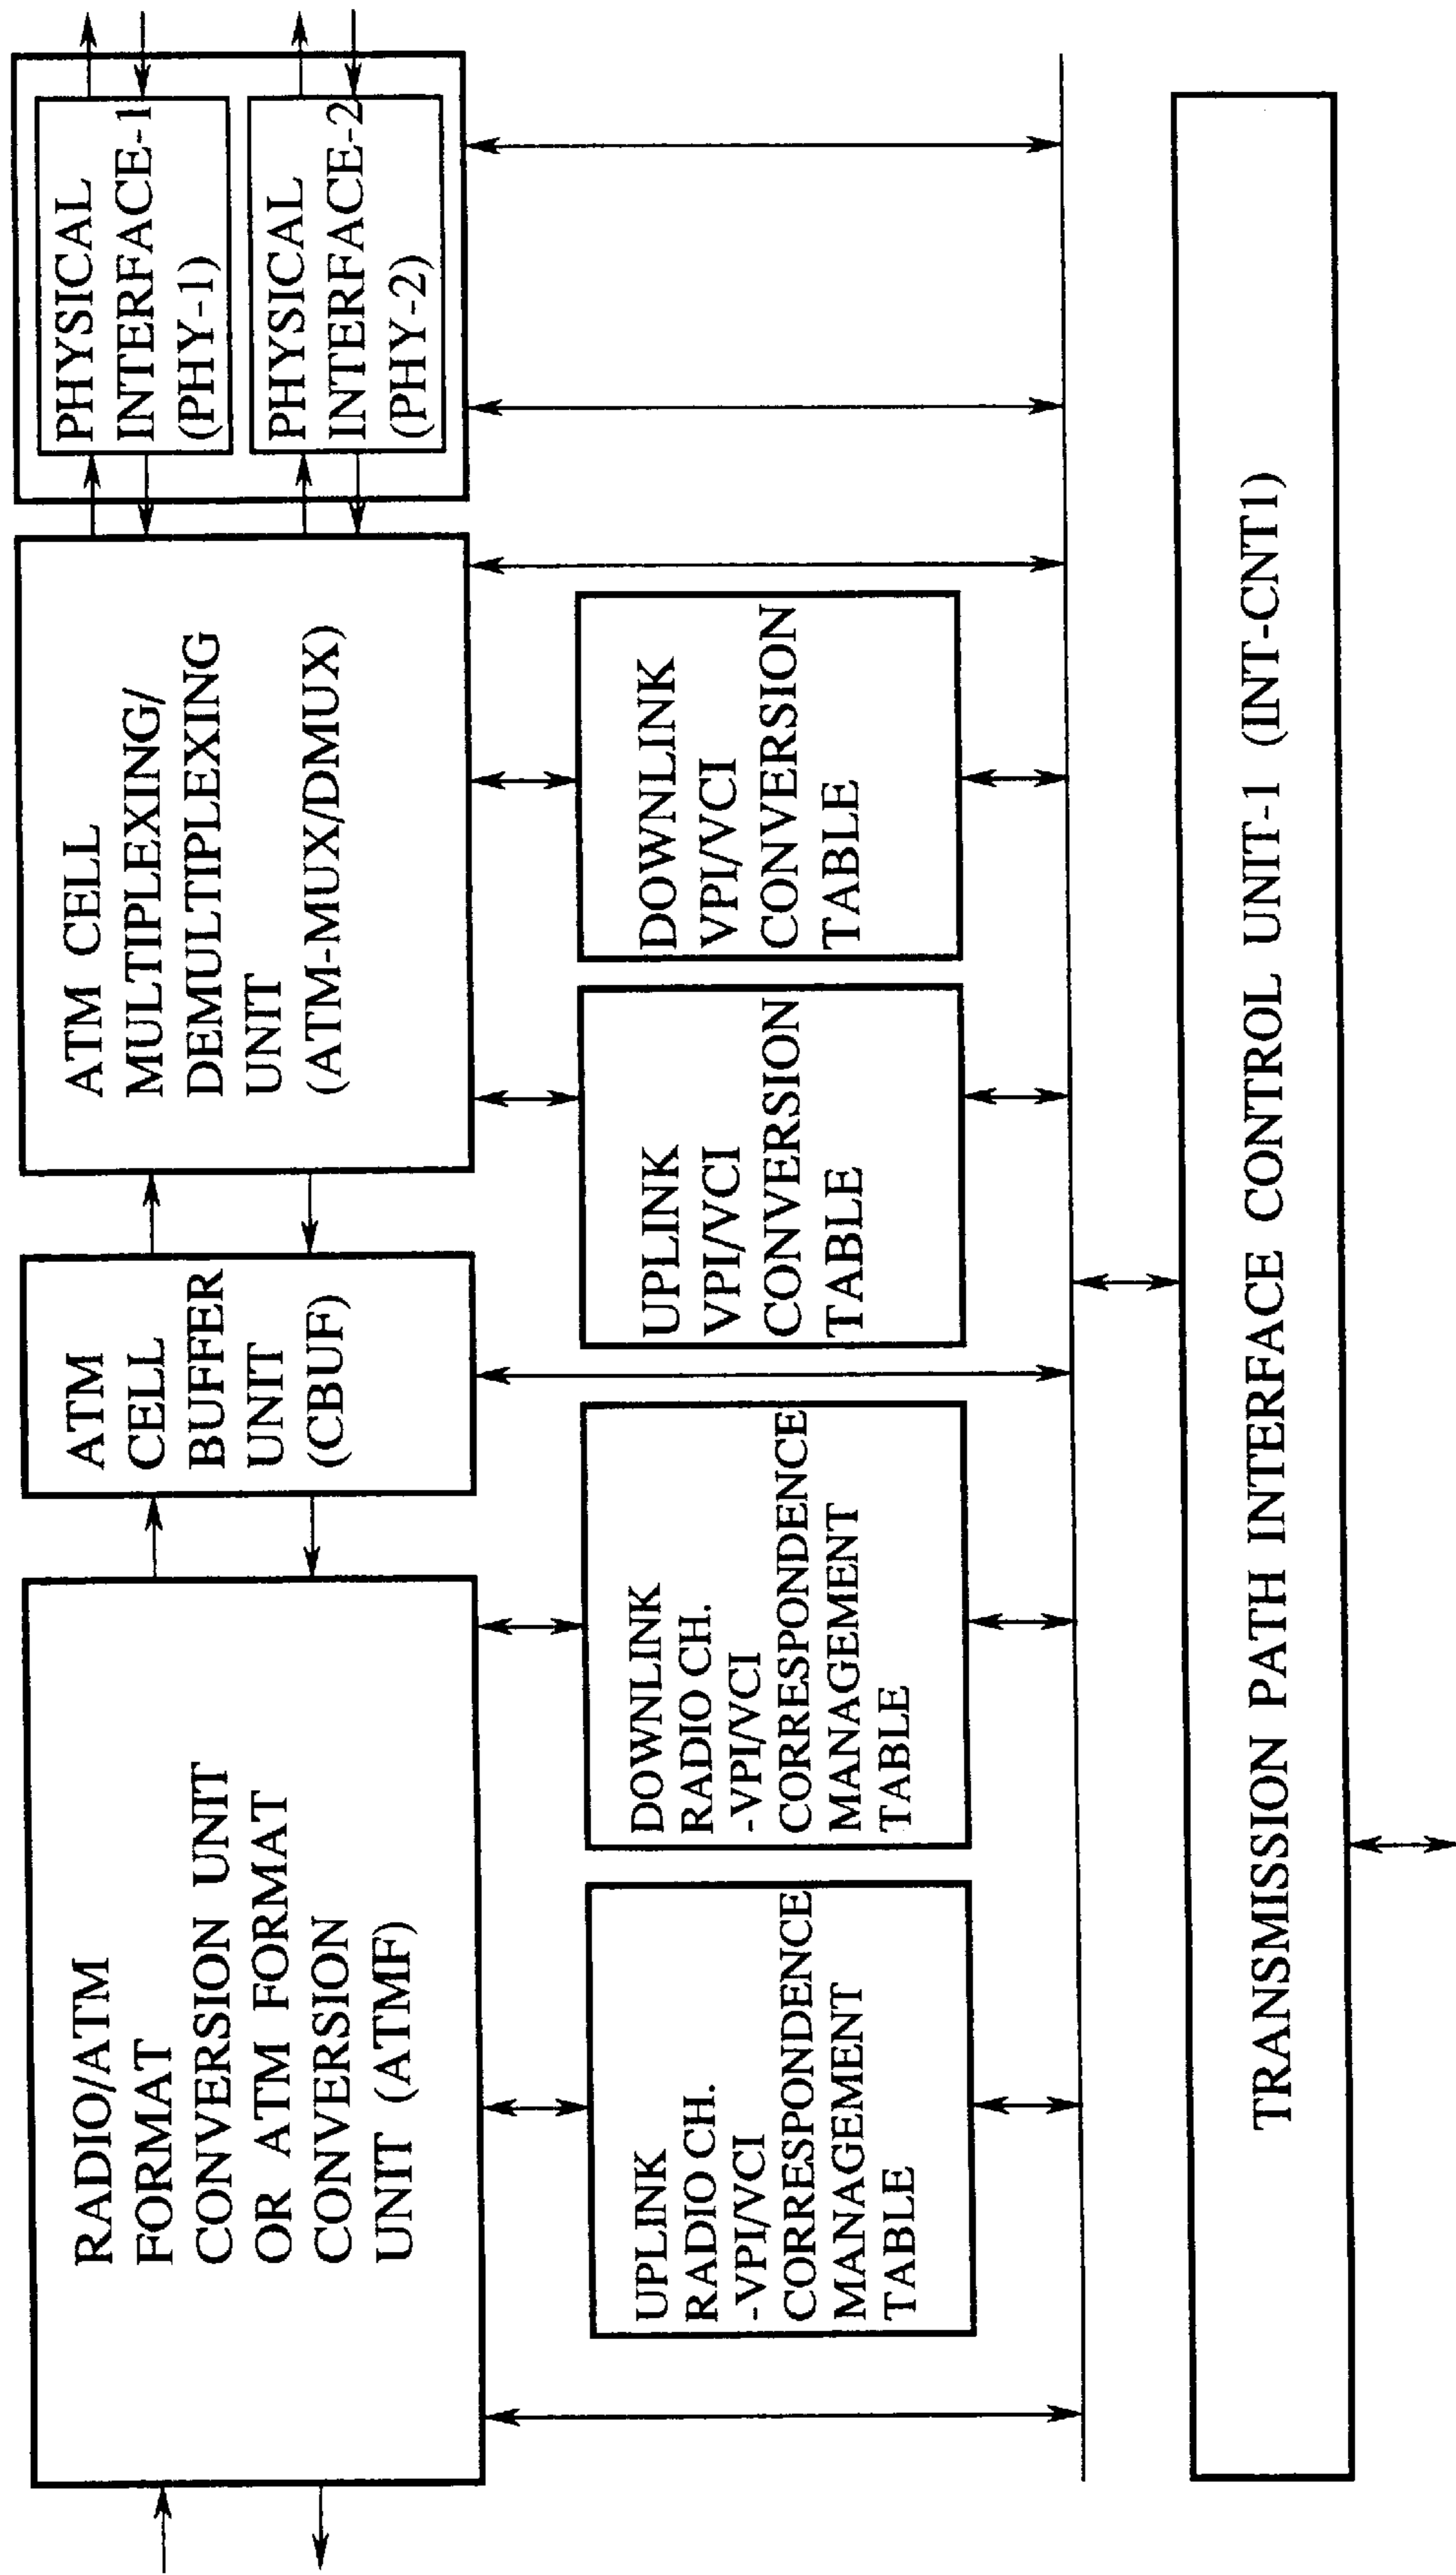 RADIO/ATM
FORMAT
CONVERSION UNIT
OR ATM FORMAT
CONVERSION
UNIT (ATMF)
ATM
CELL
BUFFER
UNIT
(CBUF)
ATM CELL
MULTIPLEXING/
DEMULTIPLEXING
UNIT
(ATM-MUX/DMUX)
PHYSICAL
INTERFACE-1
(PHY-1)
PHYSICAL
INTERFACE-2
(PHY-2)
UPLINK
RADIO CH.
-VPI/VCI
CORRESPONDENCE
MANAGEMENT
TABLE
DOWNLINK
RADIO CH.
-VPI/VCI
CORRESPONDENCE
MANAGEMENT
TABLE
UPLINK
VPI/VCI
CONVERSION
TABLE
DOWNLINK
VPI/VCI
CONVERSION
TABLE
TRANSMISSION PATH INTERFACE CONTROL UNIT-1 (INT-CNT1)